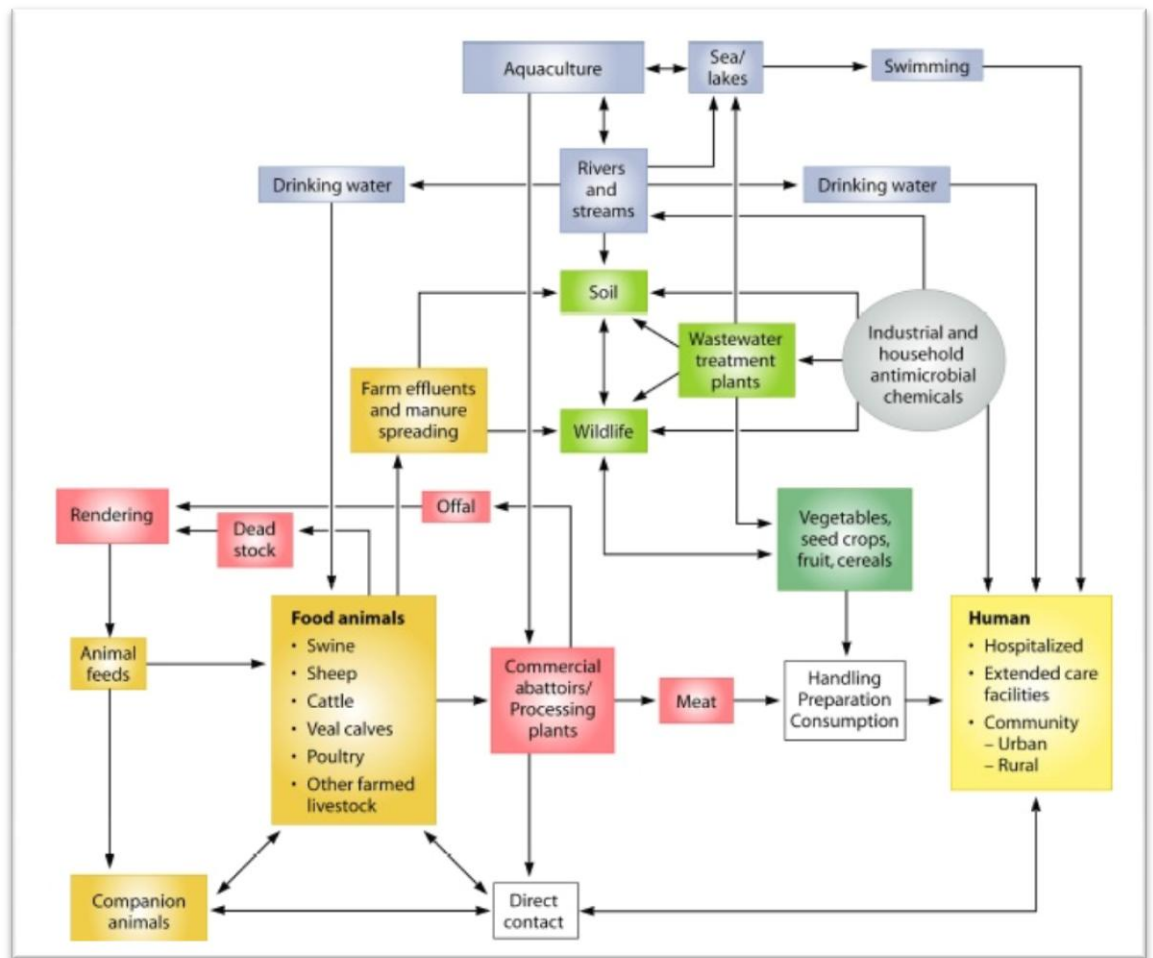 Aquaculture
Sea/
lakes
Swimming
Drinking water
Rivers
and
streams
Drinking water
Soil
Industrial and
household
antimicrobial
chemicals
Wastewater
treatment
plants
Farm effluents
and manure
spreading
Wildlife
Rendering
Offal
Dead
stock
Vegetables,
seed crops,
fruit, cereals
Food animals
• Swine
• Sheep
• Cattle
• Veal calves
• Poultry
• Other farmed
livestock
Animal
feeds
Commercial
abattoirs/
Processing
plants
Meat
Handling
Preparation
Consumption
Human
• Hospitalized
• Extended care
facilities
• Community
– Urban
– Rural
Companion
animals
Direct
contact